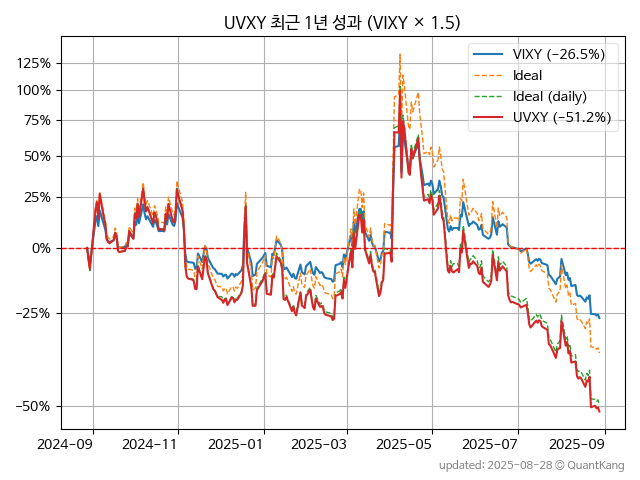 UVXY 최근 1년 성과 (VIXY × 1.5)
125%
100%
75%
50%
25%
0%
−25%
−50%
VIXY (−26.5%)
Ideal
Ideal (daily)
UVXY (−51.2%)
2024-09 2024-11 2025-01 2025-03 2025-05 2025-07 2025-09
updated: 2025-08-28 © QuantKang